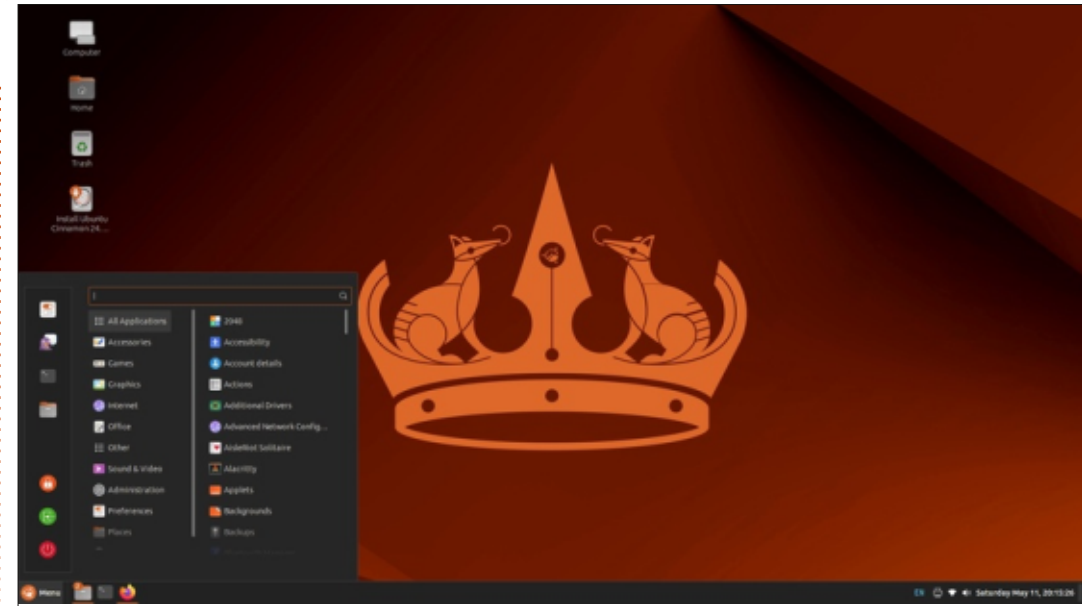 Computer
Home
Trash
Install Ubuntu
Cinnamon 24....
All Applications
Accessories
Games
Graphics
Internet
Office
Other
Sound & Video
Administration
Preferences
Places
2048
Accessibility
Account details
Actions
Additional Drivers
Advanced Network Config...
AisleRiot Solitaire
Alacritty
Applets
Backgrounds
Backups
Menu
EN
Saturday May 11, 20:15:26